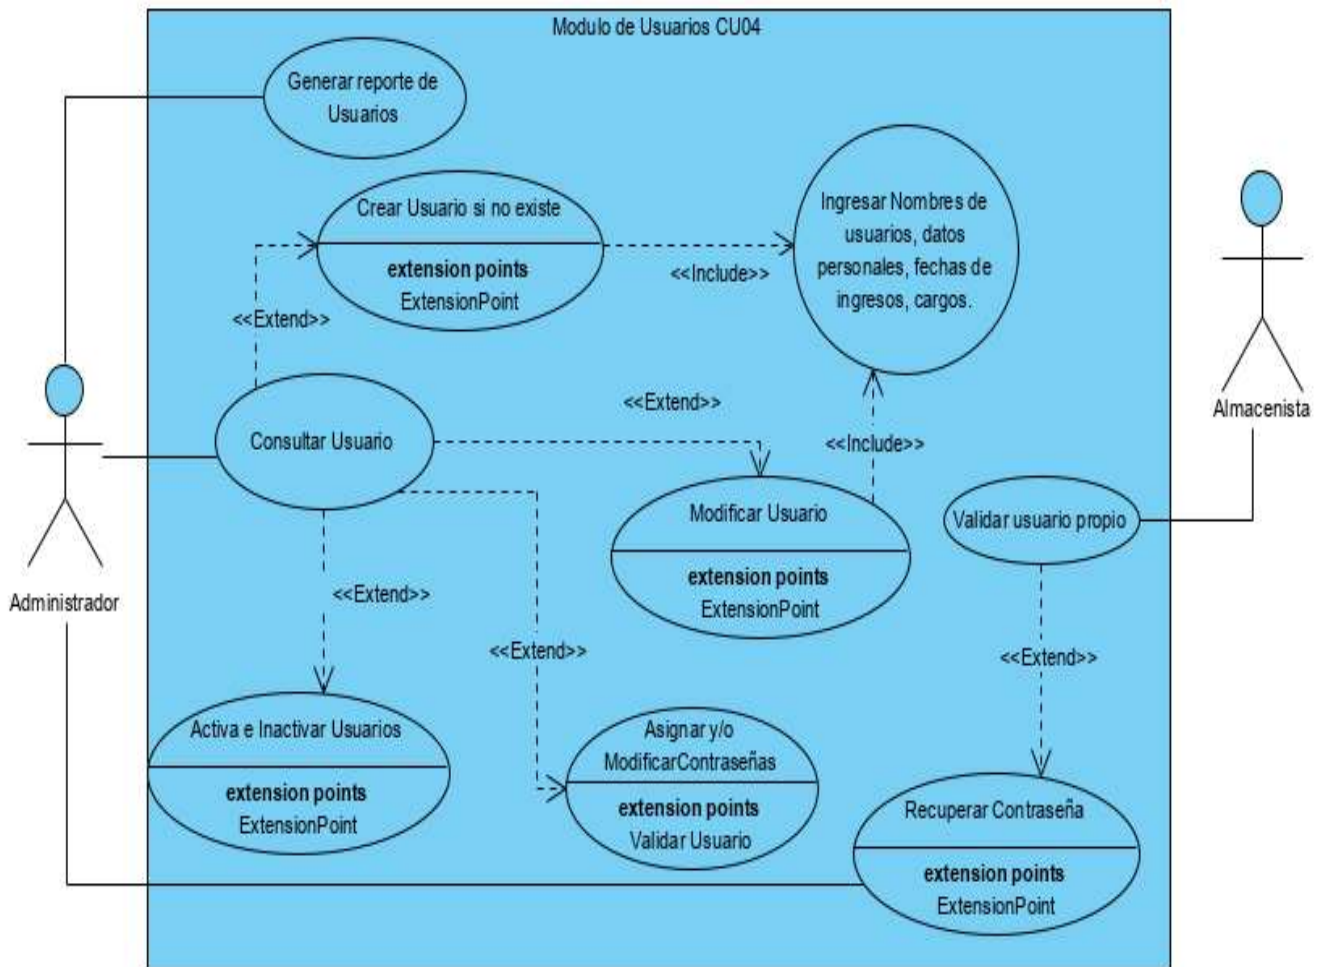 Modulo de Usuarios CU04
Generar reporte de
Usuarios
Crear Usuario si no existe
extension points
ExtensionPoint
<<Include>>
Ingresar Nombres de
usuarios, datos
personales, fechas de
ingresos, cargos.
<<Extend>>
Consultar Usuario
<<Extend>>
<<Include>>
Almacenista
Modificar Usuario
extension points
ExtensionPoint
Validar usuario propio
Administrador
<<Extend>>
<<Extend>>
<<Extend>>
Activa e Inactivar Usuarios
extension points
ExtensionPoint
Asignar y/o
ModificarContraseñas
extension points
Validar Usuario
Recuperar Contraseña
extension points
ExtensionPoint